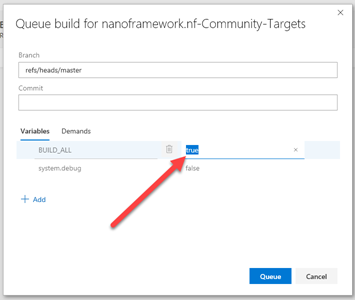 Queue build for nanoframework.nf-Community-Targets
Branch
refs/heads/master
Commit
Variables Demands
BUILD_ALL true
system.debug false
+ Add
Queue Cancel